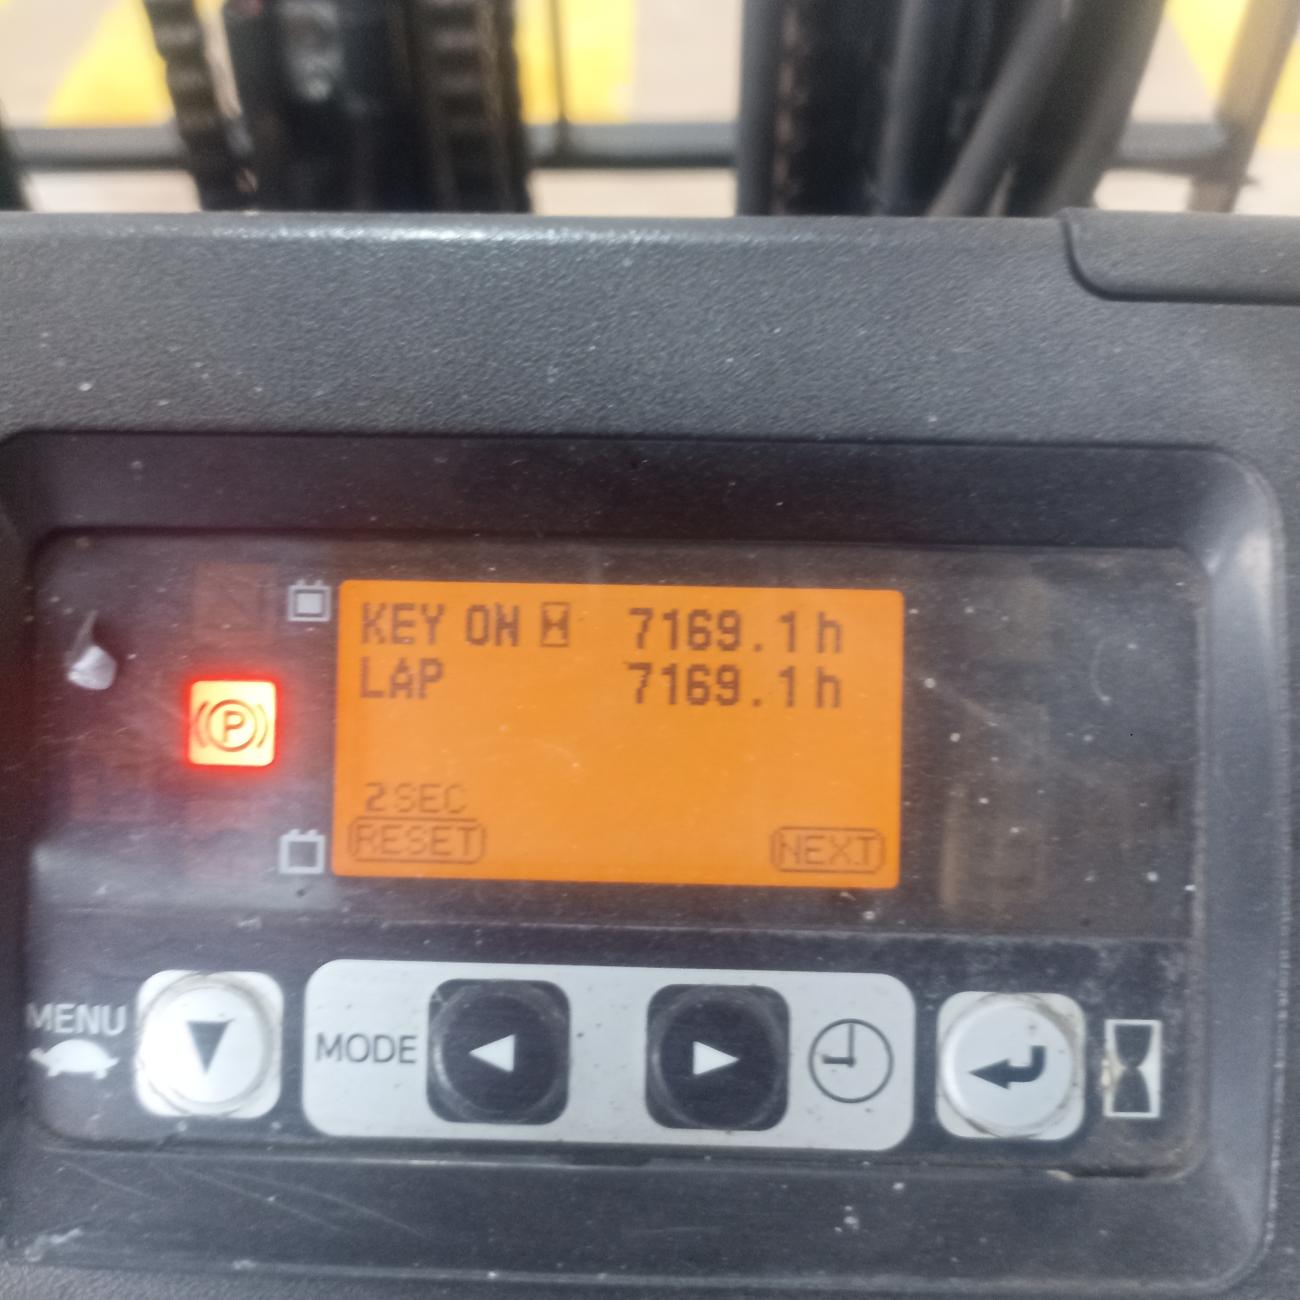 KEY ON 7169.1h
LAP 7169.1h
2SEC
RESET NEXT
P
MENU MODE